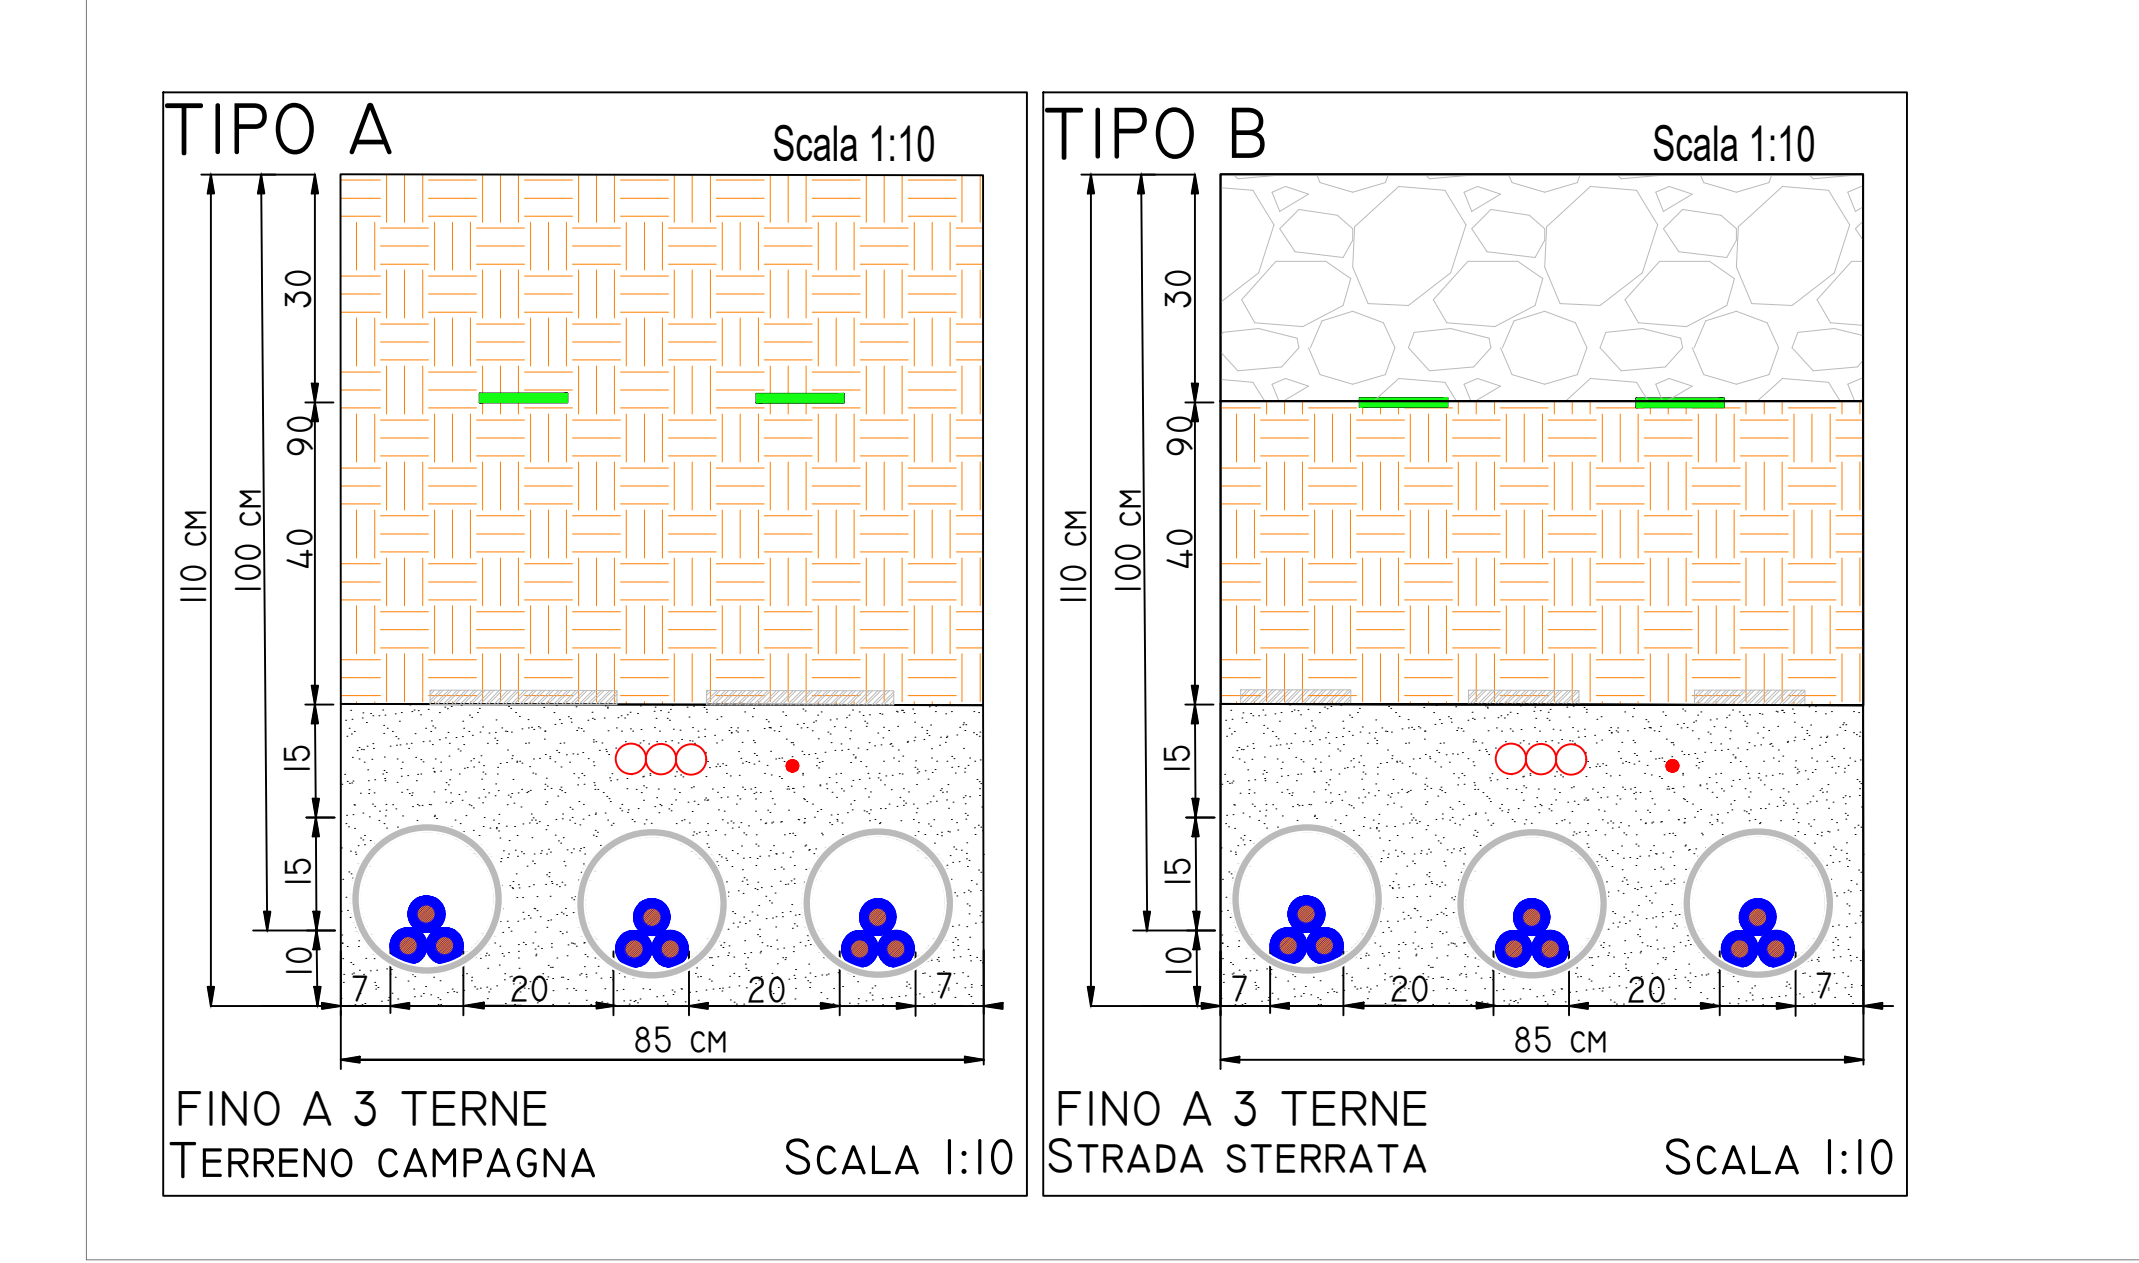 TIPO A
Scala 1:10
30
90
40
110 CM
100 CM
15
15
10
7
20
20
7
85 CM
FINO A 3 TERNE
TERRENO CAMPAGNA
SCALA 1:10
TIPO B
Scala 1:10
30
90
40
110 CM
100 CM
15
15
10
7
20
20
7
85 CM
FINO A 3 TERNE
STRADA STERRATA
SCALA 1:10